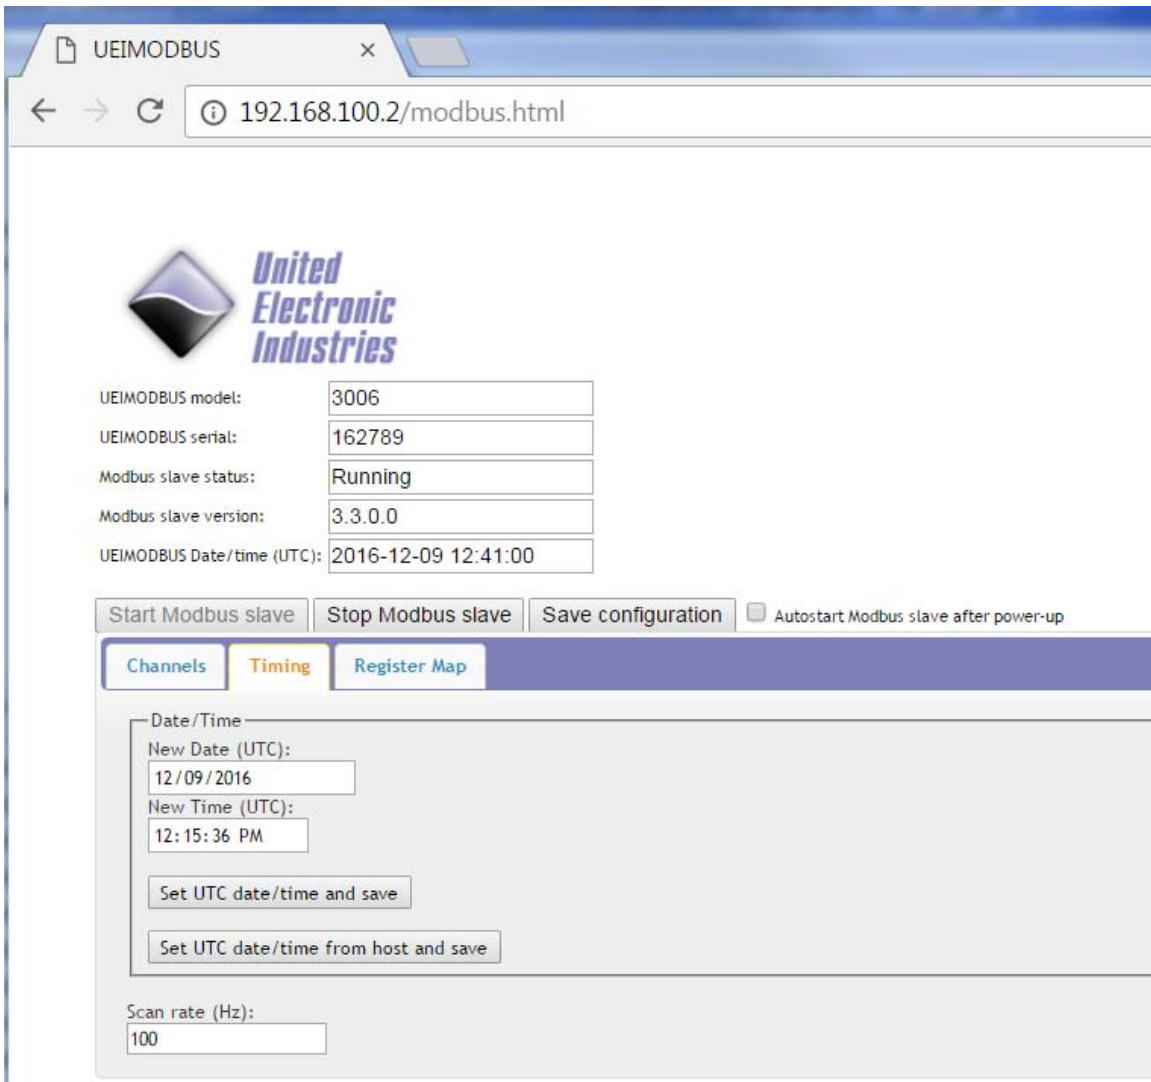 UEIMODBUS
192.168.100.2/modbus.html
United
Electronic
Industries
UEIMODBUS model: 3006
UEIMODBUS serial: 162789
Modbus slave status: Running
Modbus slave version: 3.3.0.0
UEIMODBUS Date/time (UTC): 2016-12-09 12:41:00
Start Modbus slave Stop Modbus slave Save configuration Autostart Modbus slave after power-up
Channels Timing Register Map
Date/Time
New Date (UTC):
12/09/2016
New Time (UTC):
12:15:36 PM
Set UTC date/time and save
Set UTC date/time from host and save
Scan rate (Hz):
100